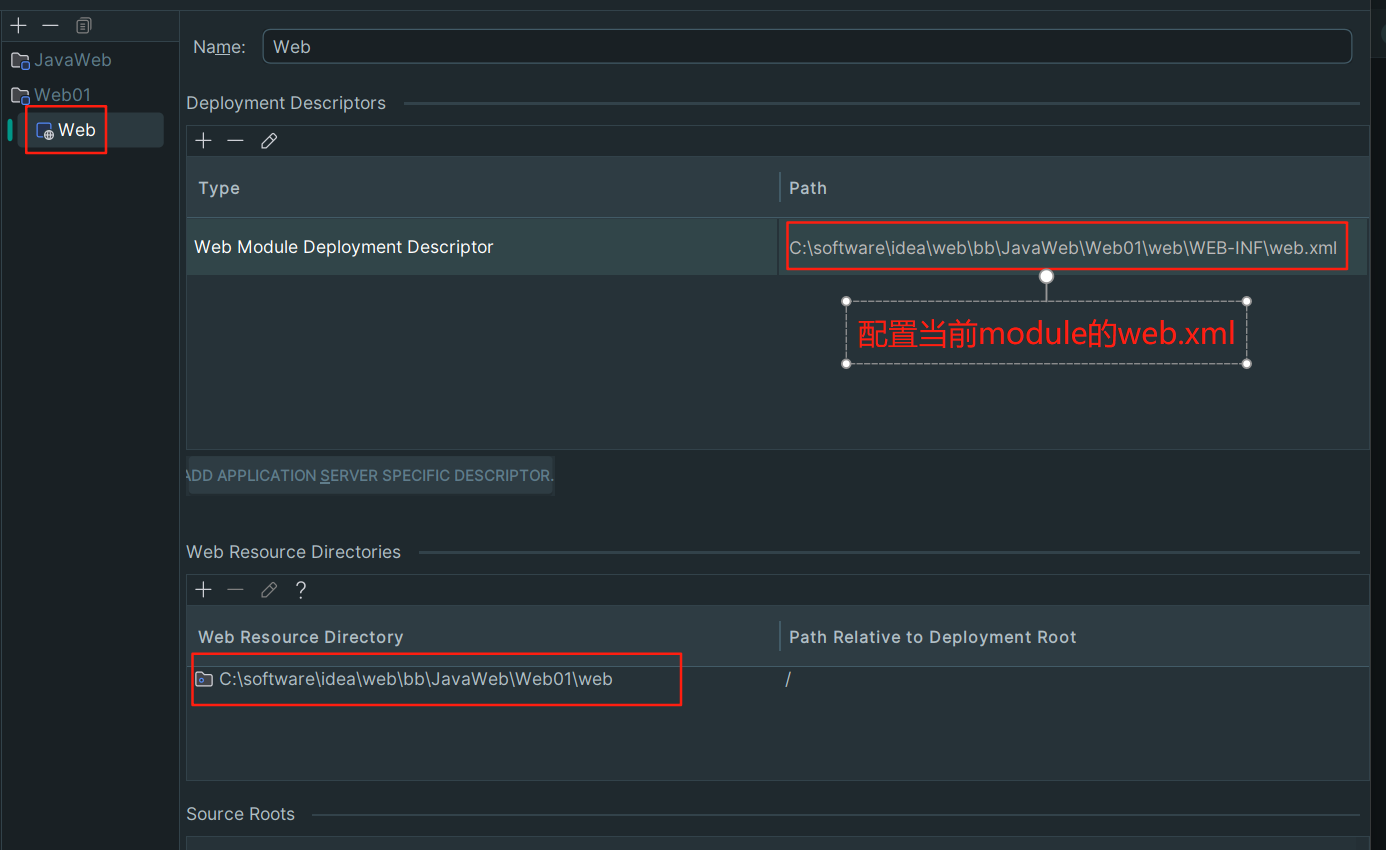 JavaWeb
Web01
Web
Name: Web
Deployment Descriptors
Type Path
Web Module Deployment Descriptor C:\software\idea\web\bb\JavaWeb\Web01\web\WEB-INF\web.xml
配置当前module的web.xml
ADD APPLICATION SERVER SPECIFIC DESCRIPTOR.
Web Resource Directories
?
Web Resource Directory Path Relative to Deployment Root
C:\software\idea\web\bb\JavaWeb\Web01\web /
Source Roots